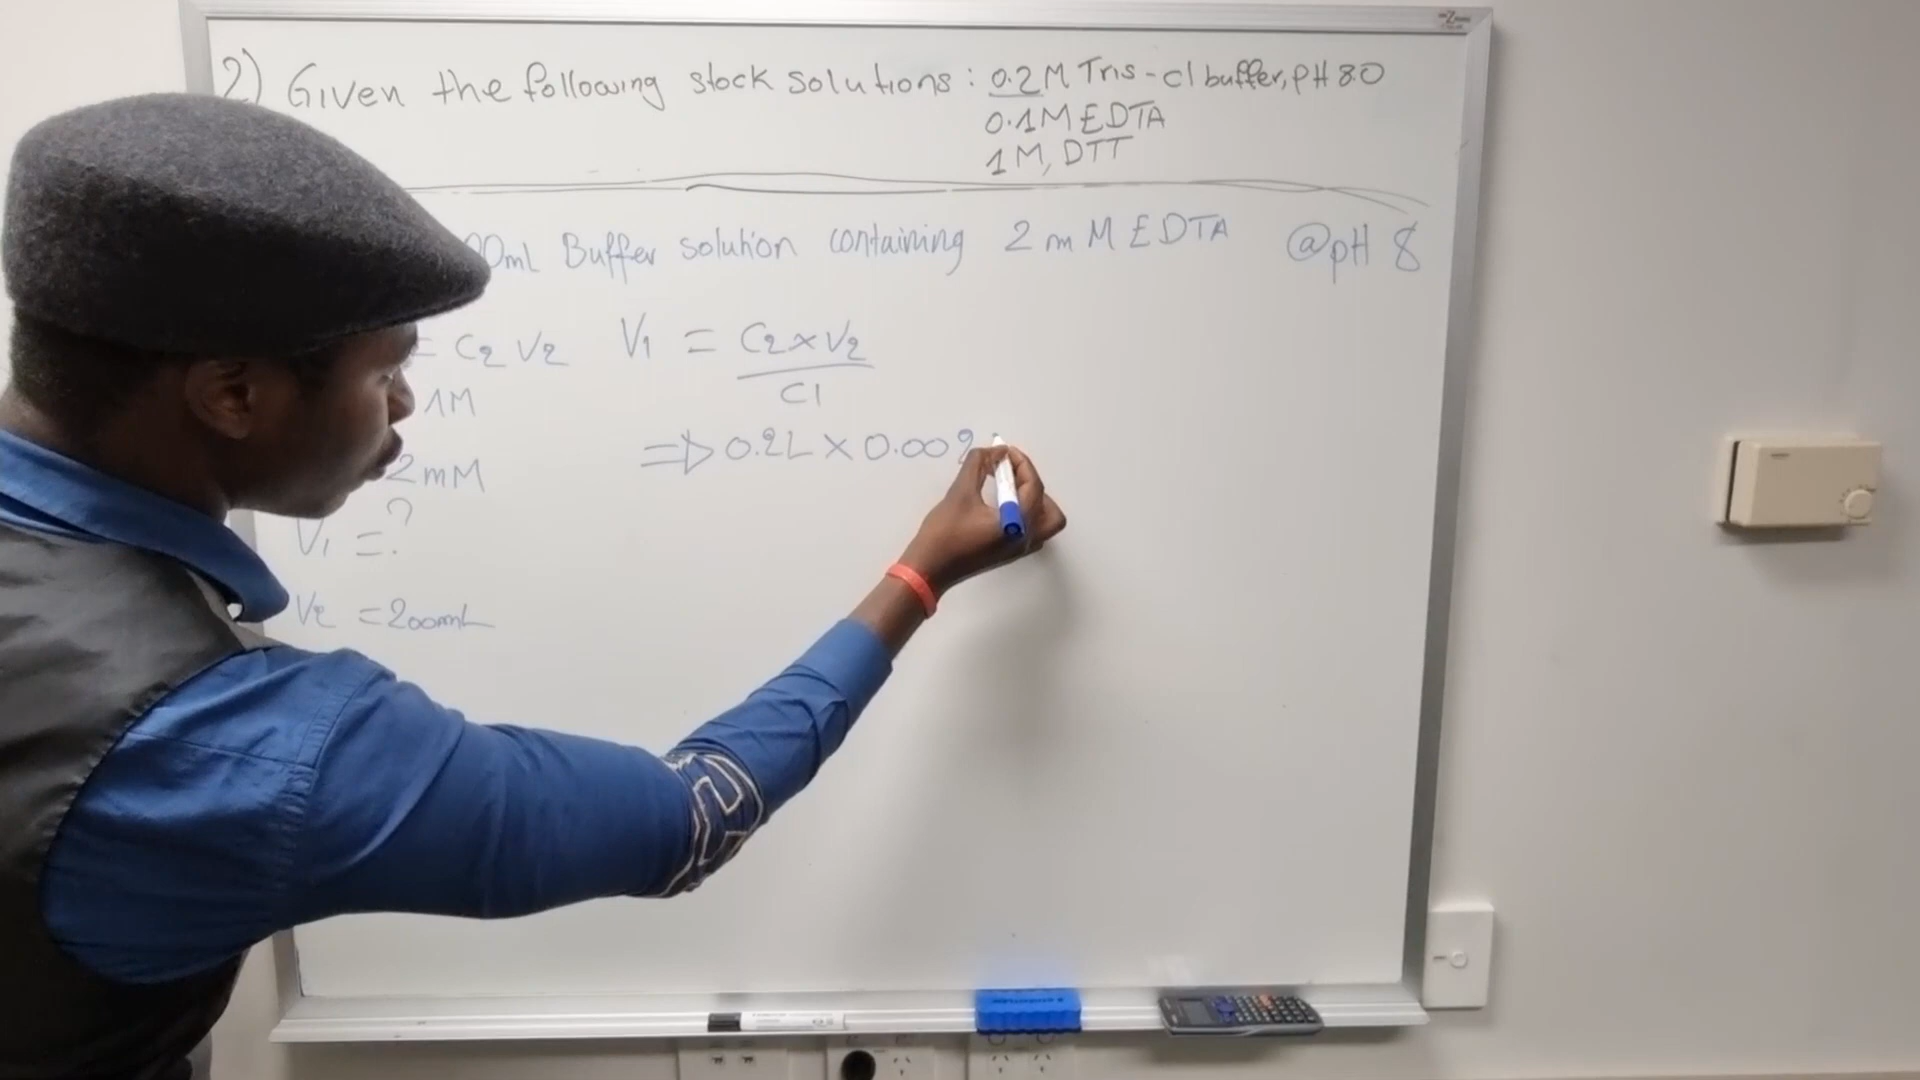 2) Given the following stock solutions: 0.2M Tris-cl buffer, pH 8.0
0.1M EDTA
1M, DTT
00ml Buffer solution containing 2mM EDTA @pH 8
= C2 V2 V1 = C2 x V2
C1
1M
=> 0.2L x 0.002
2mM
V1 = ?
V2 = 200mL